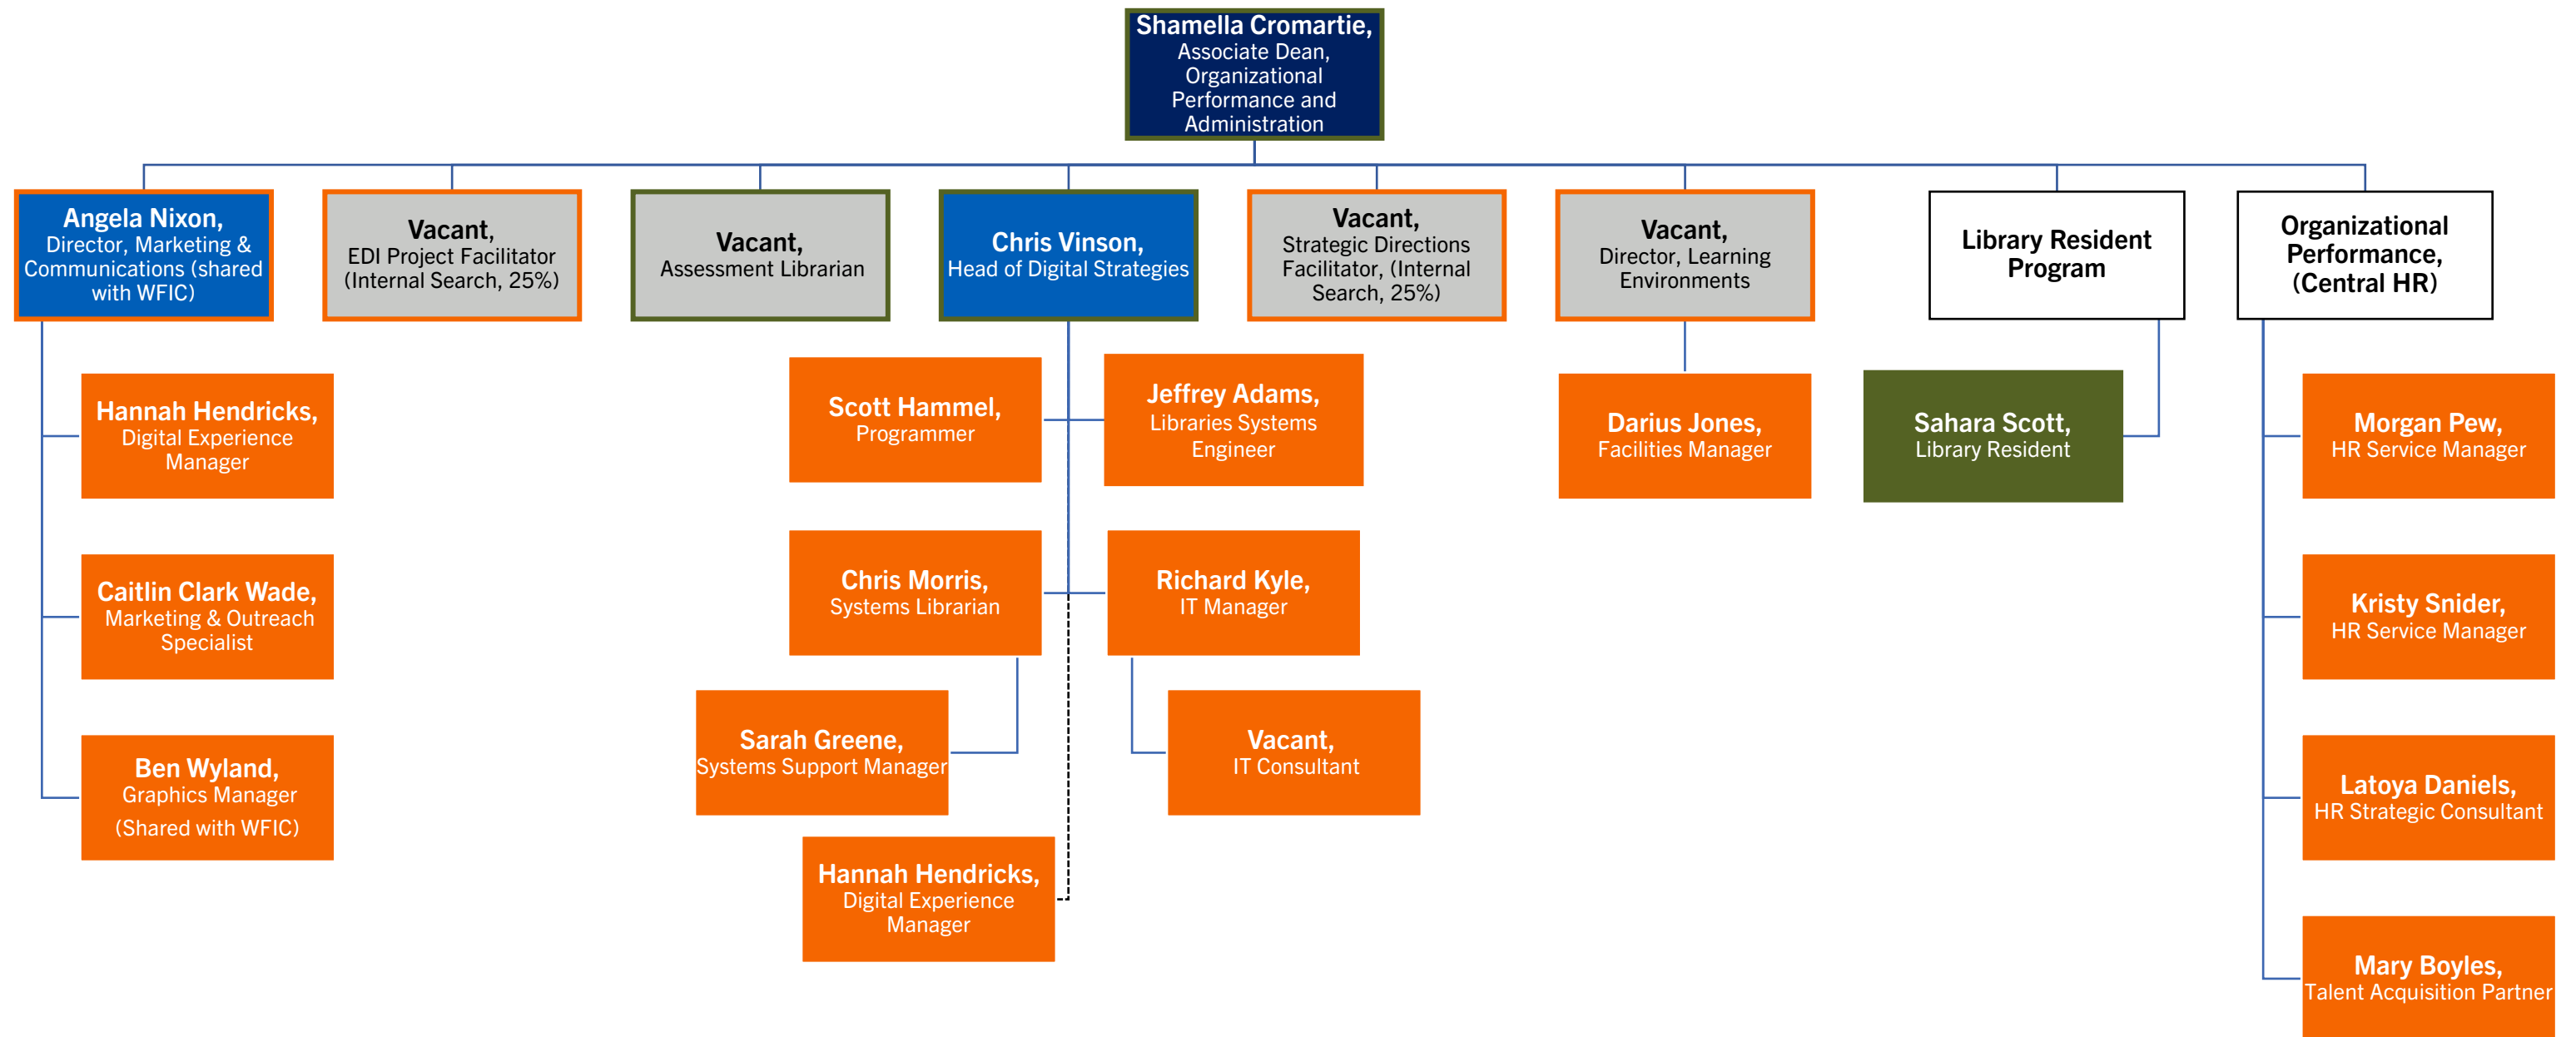 Shamella Cromartie,
Associate Dean,
Organizational
Performance and
Administration
Angela Nixon,
Director, Marketing &
Communications (shared
with WFIC)
Vacant,
EDI Project Facilitator
(Internal Search, 25%)
Vacant,
Assessment Librarian
Chris Vinson,
Head of Digital Strategies
Vacant,
Strategic Directions
Facilitator, (Internal
Search, 25%)
Vacant,
Director, Learning
Environments
Library Resident
Program
Organizational
Performance,
(Central HR)
Hannah Hendricks,
Digital Experience
Manager
Caitlin Clark Wade,
Marketing & Outreach
Specialist
Ben Wyland,
Graphics Manager
(Shared with WFIC)
Scott Hammel,
Programmer
Jeffrey Adams,
Libraries Systems
Engineer
Chris Morris,
Systems Librarian
Richard Kyle,
IT Manager
Sarah Greene,
Systems Support Manager
Vacant,
IT Consultant
Hannah Hendricks,
Digital Experience
Manager
Darius Jones,
Facilities Manager
Sahara Scott,
Library Resident
Morgan Pew,
HR Service Manager
Kristy Snider,
HR Service Manager
Latoya Daniels,
HR Strategic Consultant
Mary Boyles,
Talent Acquisition Partner